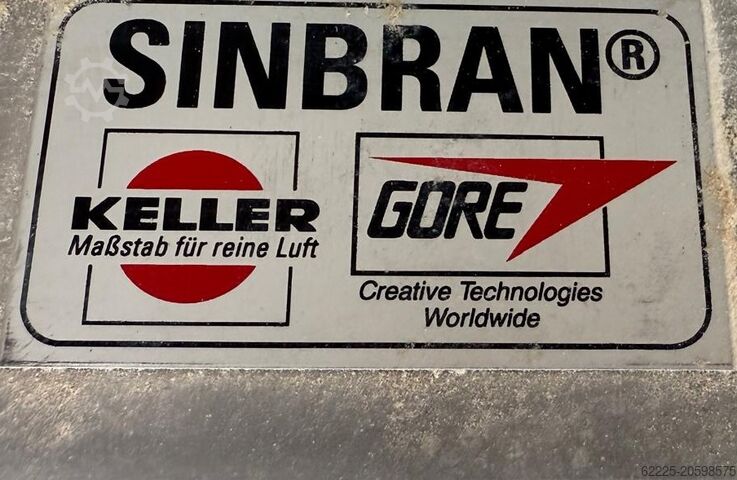 SINBRAN®
KELLER
Maßstab für reine Luft
GORE
Creative Technologies
Worldwide
62225-20598575